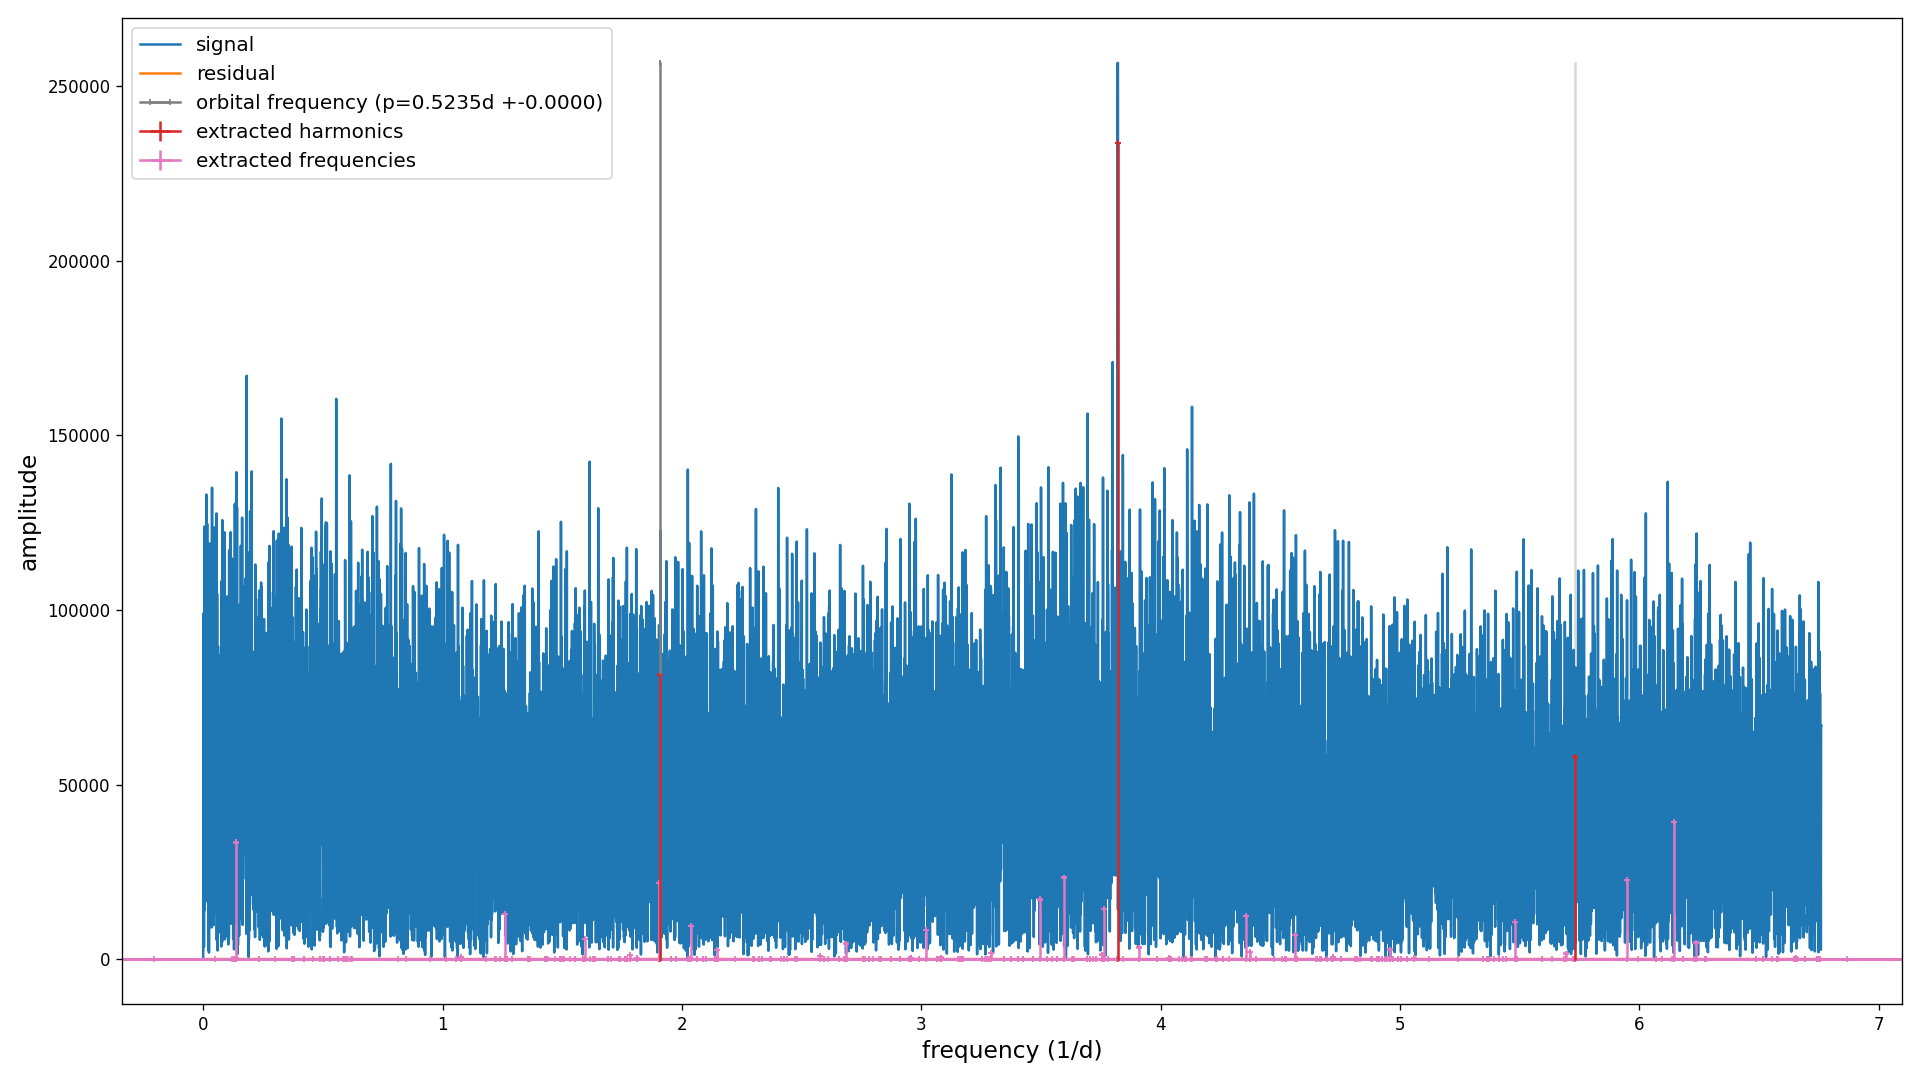 signal
residual
orbital frequency (p=0.5235d +-0.0000)
extracted harmonics
extracted frequencies
250000
200000
150000
100000
50000
0
amplitude
0 1 2 3 4 5 6 7
frequency (1/d)